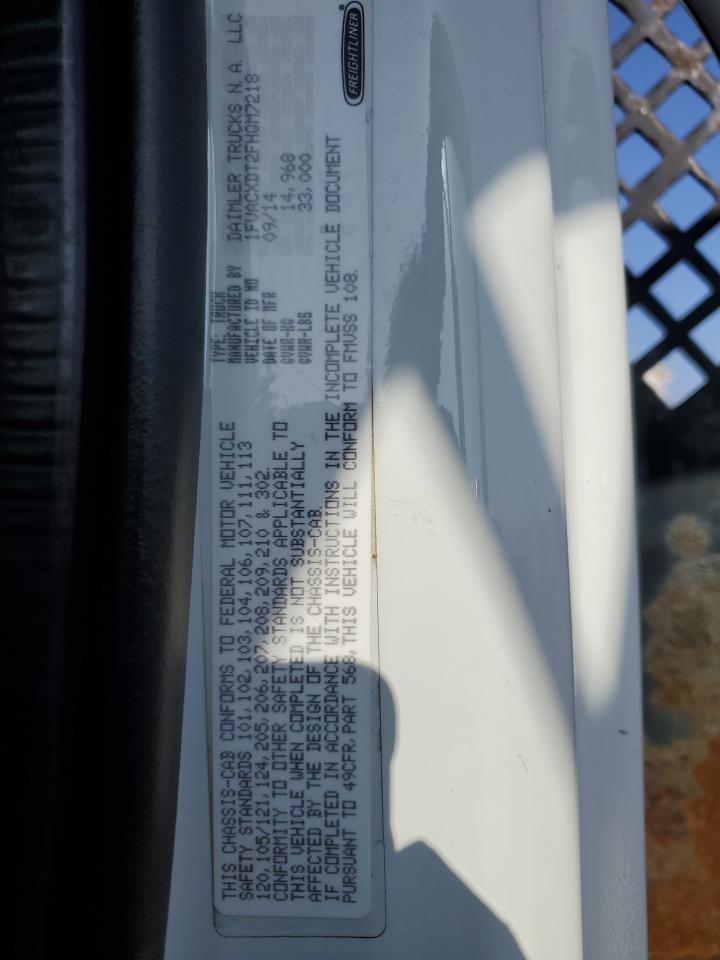 THIS CHASSIS-CAB CONFORMS TO FEDERAL MOTOR VEHICLE
SAFETY STANDARDS 101, 102, 103, 104, 106, 107, 111, 113
120, 105/121, 124, 205, 206, 207, 208, 209, 210 & 302.
CONFORMITY TO OTHER SAFETY STANDARDS APPLICABLE TO
THIS VEHICLE WHEN COMPLETED IS NOT SUBSTANTIALLY
AFFECTED BY THE DESIGN OF THE CHASSIS-CAB.
IF COMPLETED IN ACCORDANCE WITH INSTRUCTIONS IN THE INCOMPLETE VEHICLE DOCUMENT
PURSUANT TO 49CFR, PART 568, THIS VEHICLE WILL CONFORM TO FMVSS 108.
TYPE: TRUCK
MANUFACTURED BY DAIMLER TRUCKS N. A. LLC
VEHICLE ID NO 1FVACXDT2FHGM7218
DATE OF MFR 09/14
GVWR-KG 14,968
GVWR-LBS 33,000
FREIGHTLINER